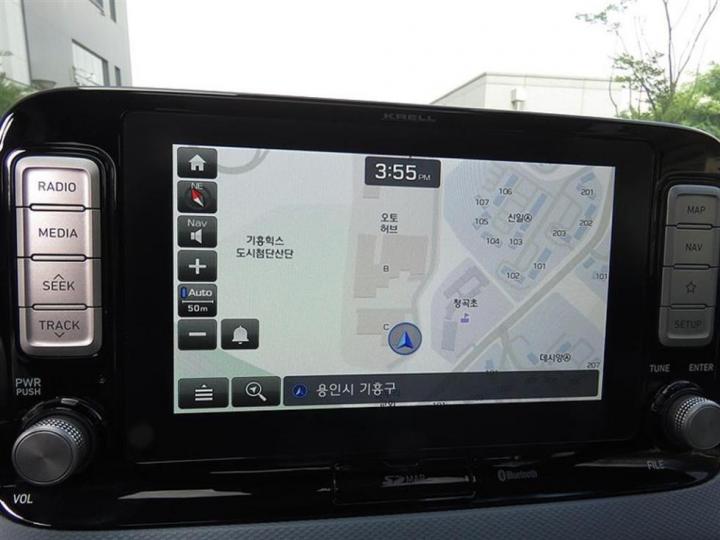 KRELL
RADIO
MEDIA
SEEK
TRACK
PWR
PUSH
VOL
NE
Nav
Auto
50m
3:55 PM
기흥힉스
도시첨단산단
오토
허브
B
C
106
107
105
104
103
102
101
신일Ⓐ
201
203
202
101
청곡초
데시앙Ⓐ
207
용인시 기흥구
MAP
NAV
SETUP
TUNE
ENTER
FILE
Bluetooth